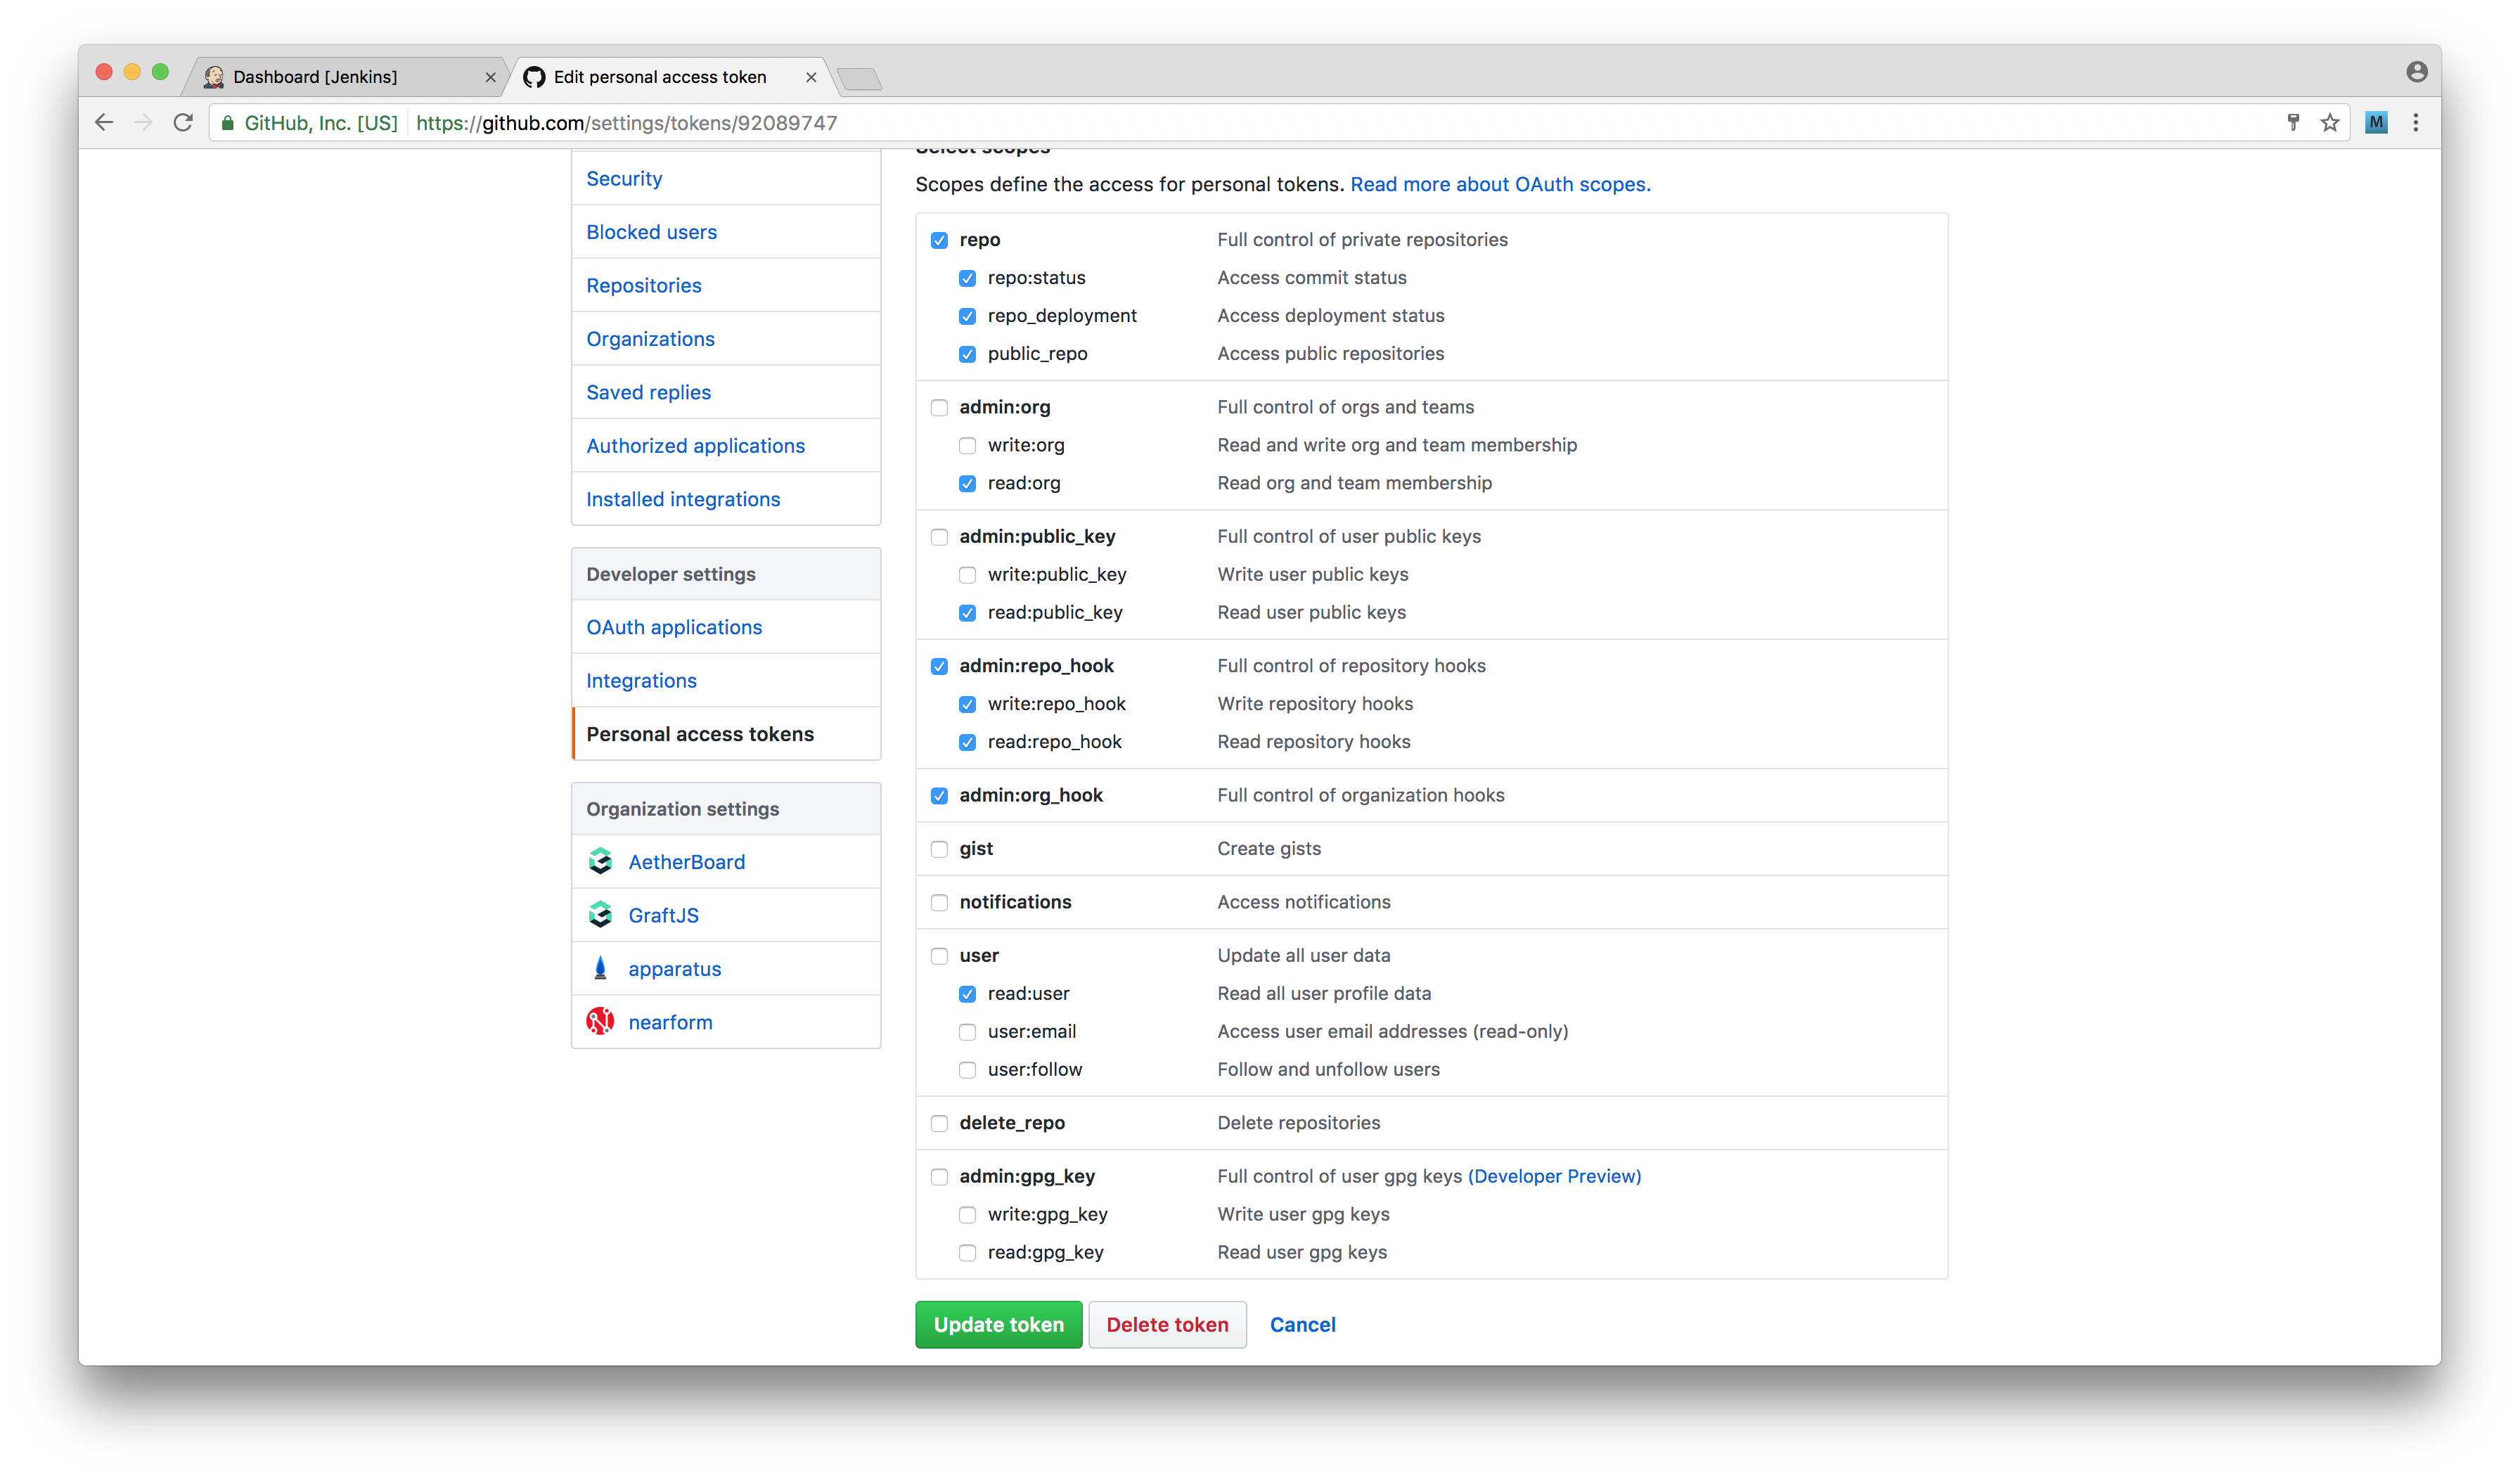 Dashboard [Jenkins]
Edit personal access token
GitHub, Inc. [US] https://github.com/settings/tokens/92089747
M
Security
Blocked users
Repositories
Organizations
Saved replies
Authorized applications
Installed integrations
Developer settings
OAuth applications
Integrations
Personal access tokens
Organization settings
AetherBoard
GraftJS
apparatus
nearform
Select scopes
Scopes define the access for personal tokens. Read more about OAuth scopes.
repo Full control of private repositories
repo:status Access commit status
repo_deployment Access deployment status
public_repo Access public repositories
admin:org Full control of orgs and teams
write:org Read and write org and team membership
read:org Read org and team membership
admin:public_key Full control of user public keys
write:public_key Write user public keys
read:public_key Read user public keys
admin:repo_hook Full control of repository hooks
write:repo_hook Write repository hooks
read:repo_hook Read repository hooks
admin:org_hook Full control of organization hooks
gist Create gists
notifications Access notifications
user Update all user data
read:user Read all user profile data
user:email Access user email addresses (read-only)
user:follow Follow and unfollow users
delete_repo Delete repositories
admin:gpg_key Full control of user gpg keys (Developer Preview)
write:gpg_key Write user gpg keys
read:gpg_key Read user gpg keys
Update token Delete token Cancel